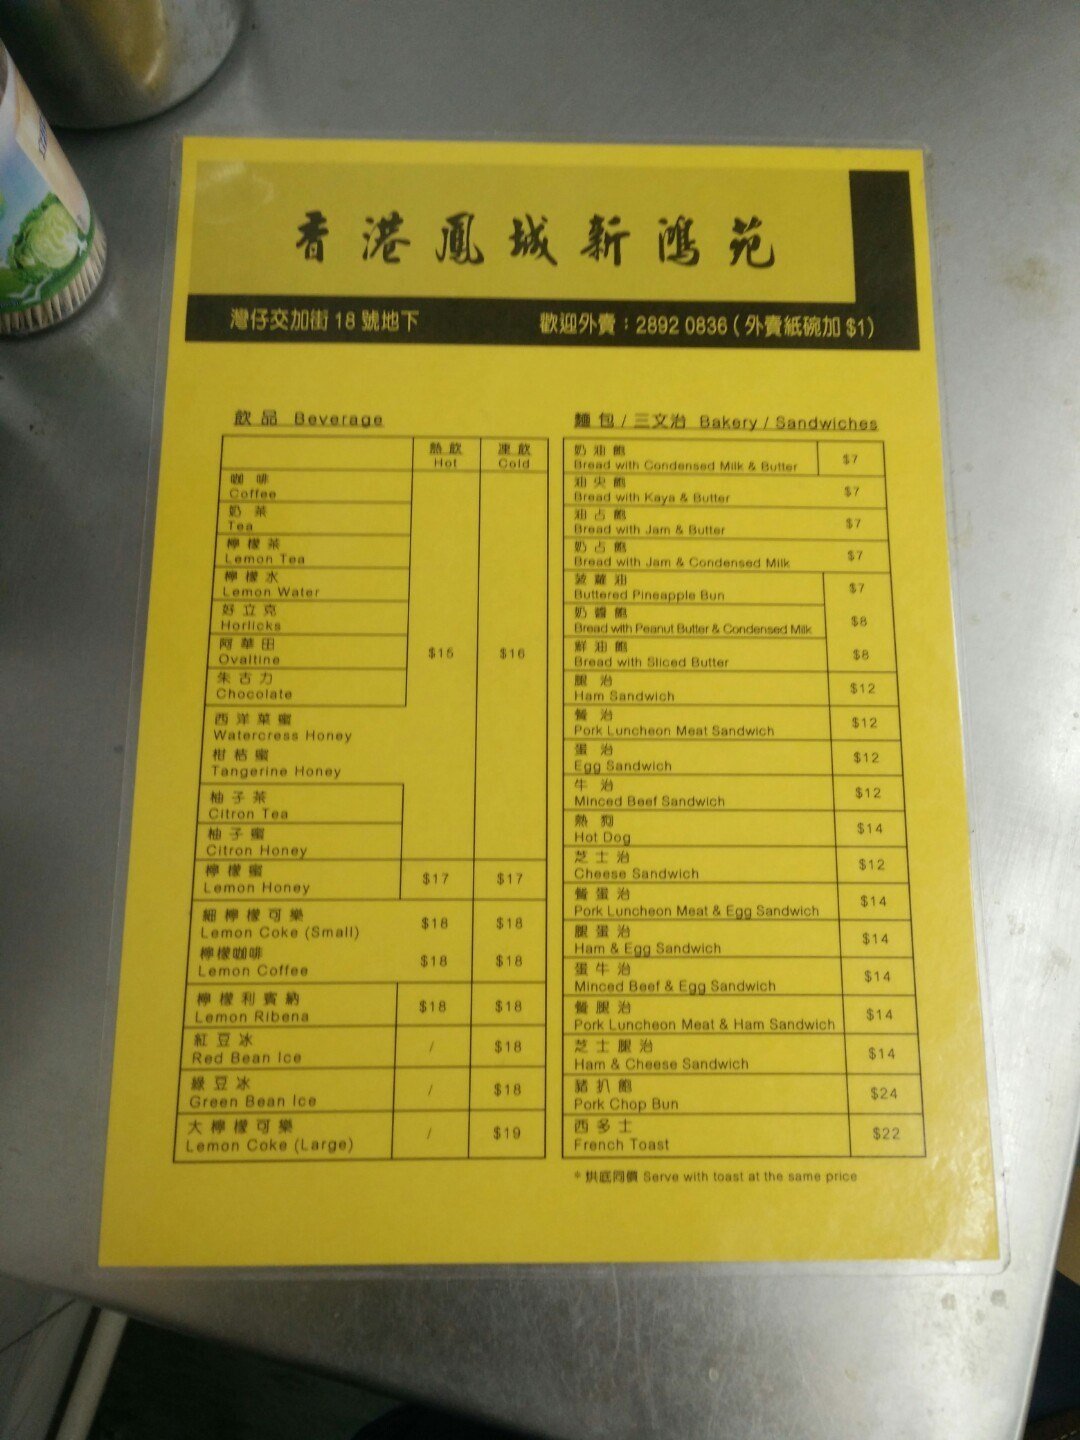 香港鳳城新鴻苑
灣仔交加街 18 號地下
歡迎外賣：2892 0836 ( 外賣紙碗加 $1)
飲品 Beverage
熱飲 凍飲
Hot Cold
咖啡
Coffee
奶茶
Tea
檸檬茶
Lemon Tea
檸檬水
Lemon Water
好立克
Horlicks
阿華田
Ovaltine
$15 $16
朱古力
Chocolate
西洋菜蜜
Watercress Honey
柑桔蜜
Tangerine Honey
柚子茶
Citron Tea
柚子蜜
Citron Honey
檸檬蜜
Lemon Honey
$17 $17
細檸檬可樂
Lemon Coke (Small)
$18 $18
檸檬咖啡
Lemon Coffee
$18 $18
檸檬利賓納
Lemon Ribena
$18 $18
紅豆冰
Red Bean Ice
/ $18
綠豆冰
Green Bean Ice
/ $18
大檸檬可樂
Lemon Coke (Large)
/ $19
麵包 / 三文治 Bakery / Sandwiches
奶油飽
Bread with Condensed Milk & Butter
$7
油央飽
Bread with Kaya & Butter
$7
油占飽
Bread with Jam & Butter
$7
奶占飽
Bread with Jam & Condensed Milk
$7
菠蘿油
Buttered Pineapple Bun
$7
奶醬飽
Bread with Peanut Butter & Condensed Milk
$8
鮮油飽
Bread with Sliced Butter
$8
腿治
Ham Sandwich
$12
餐治
Pork Luncheon Meat Sandwich
$12
蛋治
Egg Sandwich
$12
牛治
Minced Beef Sandwich
$12
熱狗
Hot Dog
$14
芝士治
Cheese Sandwich
$12
餐蛋治
Pork Luncheon Meat & Egg Sandwich
$14
腿蛋治
Ham & Egg Sandwich
$14
蛋牛治
Minced Beef & Egg Sandwich
$14
餐腿治
Pork Luncheon Meat & Ham Sandwich
$14
芝士腿治
Ham & Cheese Sandwich
$14
豬扒飽
Pork Chop Bun
$24
西多士
French Toast
$22
* 烘底同價 Serve with toast at the same price